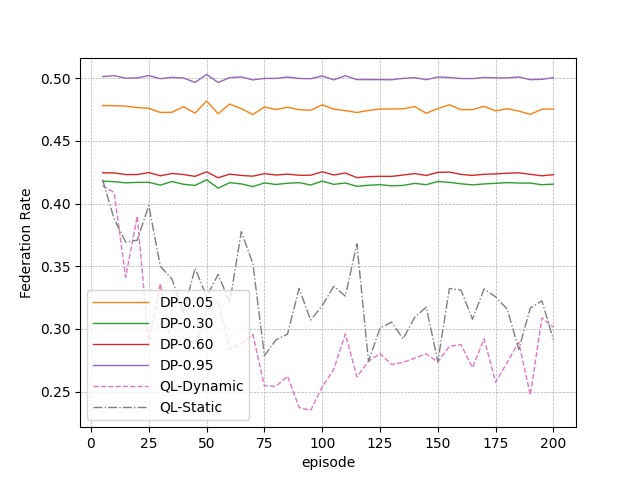 0.50
0.45
0.40
0.35
0.30
0.25
Federation Rate
DP-0.05
DP-0.30
DP-0.60
DP-0.95
QL-Dynamic
QL-Static
0 25 50 75 100 125 150 175 200
episode